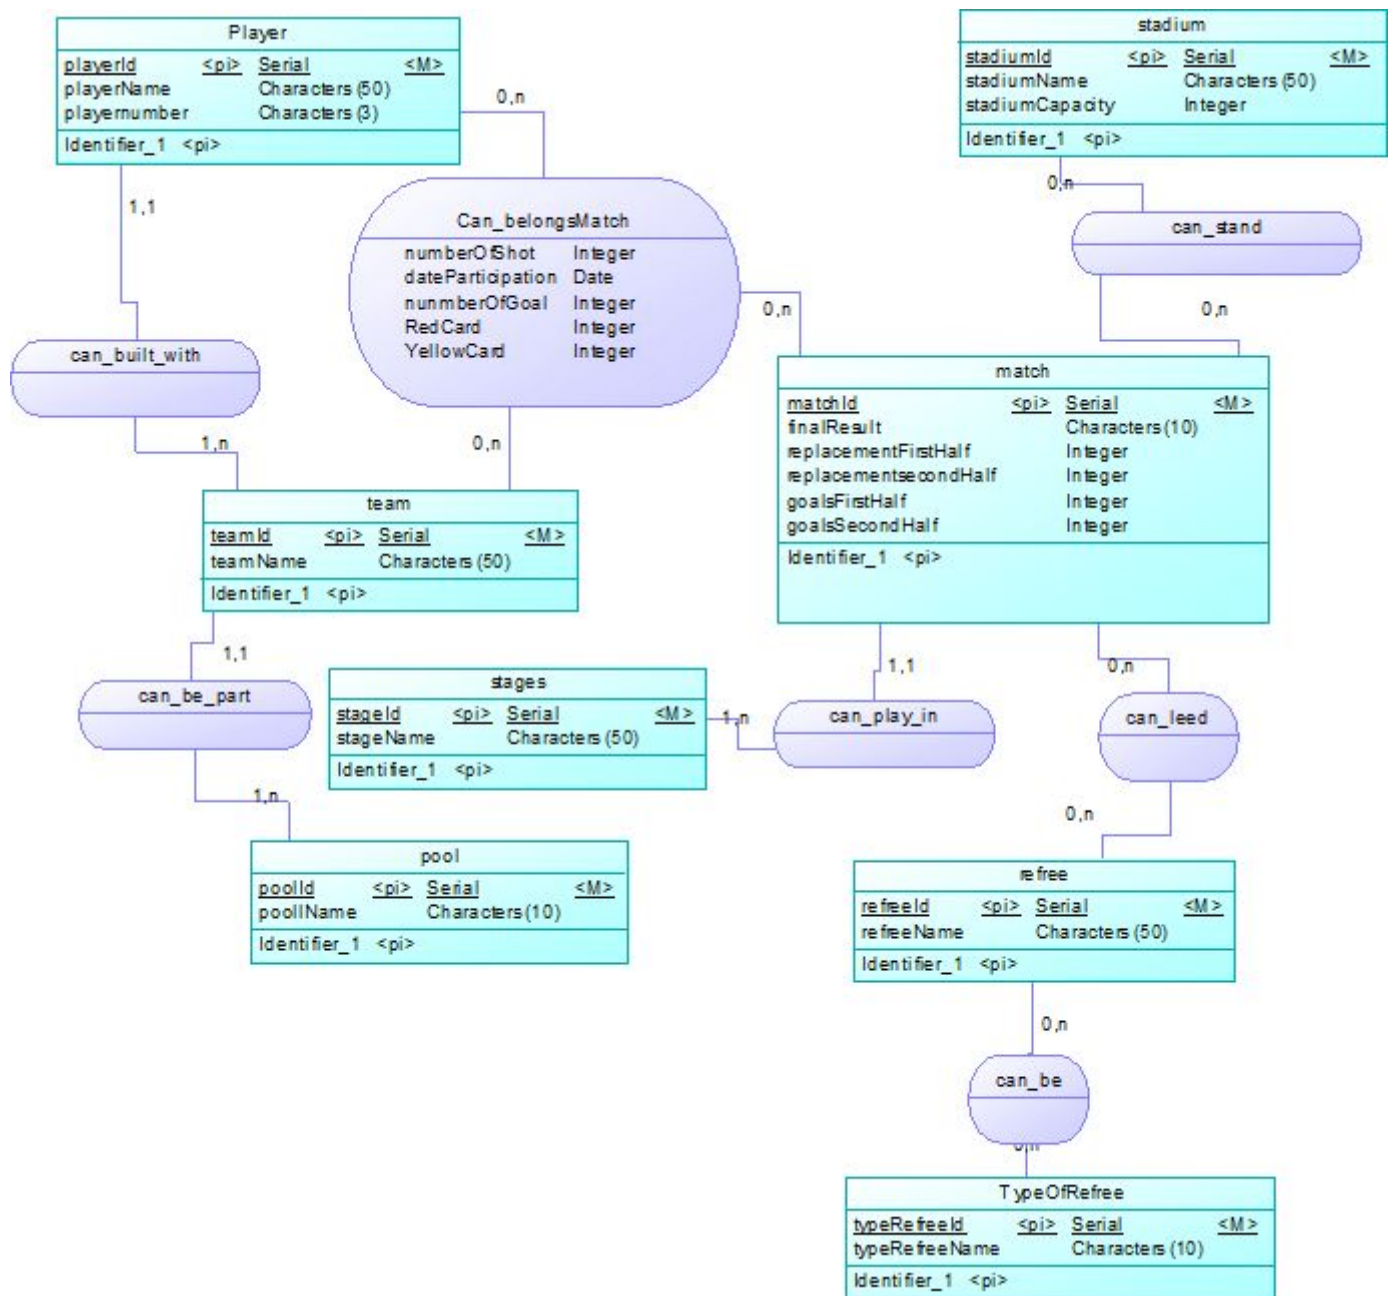 Player
playerId <pi> Serial <M>
playerName Characters (50)
playernumber Characters (3)
Identifier_1 <pi>
0,n
1,1
stadium
stadiumId <pi> Serial <M>
stadiumName Characters (50)
stadiumCapacity Integer
Identifier_1 <pi>
0,n
can_stand
0,n
Can_belongsMatch
numberOfShot Integer
dateParticipation Date
nunmberOfGoal Integer
RedCard Integer
YellowCard Integer
0,n
0,n
can_built_with
1,n
match
matchId <pi> Serial <M>
finalResult Characters (10)
replacementFirstHalf Integer
replacementsecondHalf Integer
goalsFirstHalf Integer
goalsSecondHalf Integer
Identifier_1 <pi>
team
teamId <pi> Serial <M>
teamName Characters (50)
Identifier_1 <pi>
1,1
can_be_part
1,n
stages
stageId <pi> Serial <M>
stageName Characters (50)
Identifier_1 <pi>
1,n
1,1
can_play_in
0,n
can_leed
0,n
pool
poolId <pi> Serial <M>
poollName Characters (10)
Identifier_1 <pi>
refree
refreeId <pi> Serial <M>
refreeName Characters (50)
Identifier_1 <pi>
0,n
can_be
0,n
TypeOfRefree
typeRefreeId <pi> Serial <M>
typeRefreeName Characters (10)
Identifier_1 <pi>